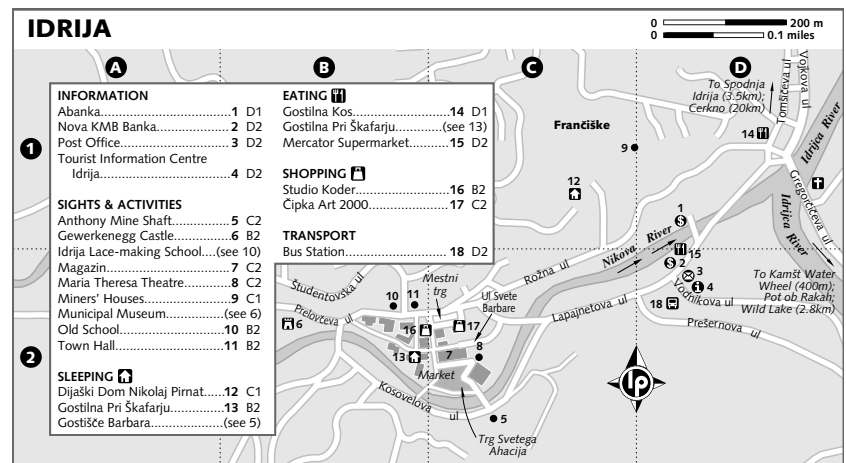 IDRIJA
0 200 m
0 0.1 miles
A B C D
1
2
INFORMATION
Abanka 1 D1
Nova KMB Banka 2 D2
Post Office 3 D2
Tourist Information Centre
Idrija 4 D2
SIGHTS & ACTIVITIES
Anthony Mine Shaft 5 C2
Gewerkenegg Castle 6 B2
Idrija Lace-making School (see 10)
Magazin 7 C2
Maria Theresa Theatre 8 C2
Miners' Houses 9 C1
Municipal Museum (see 6)
Old School 10 B2
Town Hall 11 B2
SLEEPING
Dijaški Dom Nikolaj Pirnat 12 C1
Gostilna Pri Škafarju 13 B2
Gostišče Barbara (see 5)
EATING
Gostilna Kos 14 D1
Gostilna Pri Škafarju (see 13)
Mercator Supermarket 15 D2
SHOPPING
Studio Koder 16 B2
Čipka Art 2000 17 C2
TRANSPORT
Bus Station 18 D2
Frančiške
9
12
To Spodnja
Idrija (3.5km);
Cerkno (20km)
Tomšičeva ul
Vojkova ul
14
Idrijca River
Gregorčičeva ul
Idrijca River
1
Nikova River
15
2
3
4
18
Vodnikova ul
Prešernova ul
To Kamšt Water
Wheel (400m);
Pot ob Rakah;
Wild Lake (2.8km)
Rožna ul
Lapajnetova ul
Študentovska ul
Prelovčeva ul
Mestni
trg
Ul Svete
Barbare
10
11
6
16
17
13
7
8
Market
Kosovelova ul
5
Trg Svetega
Ahacija
lp